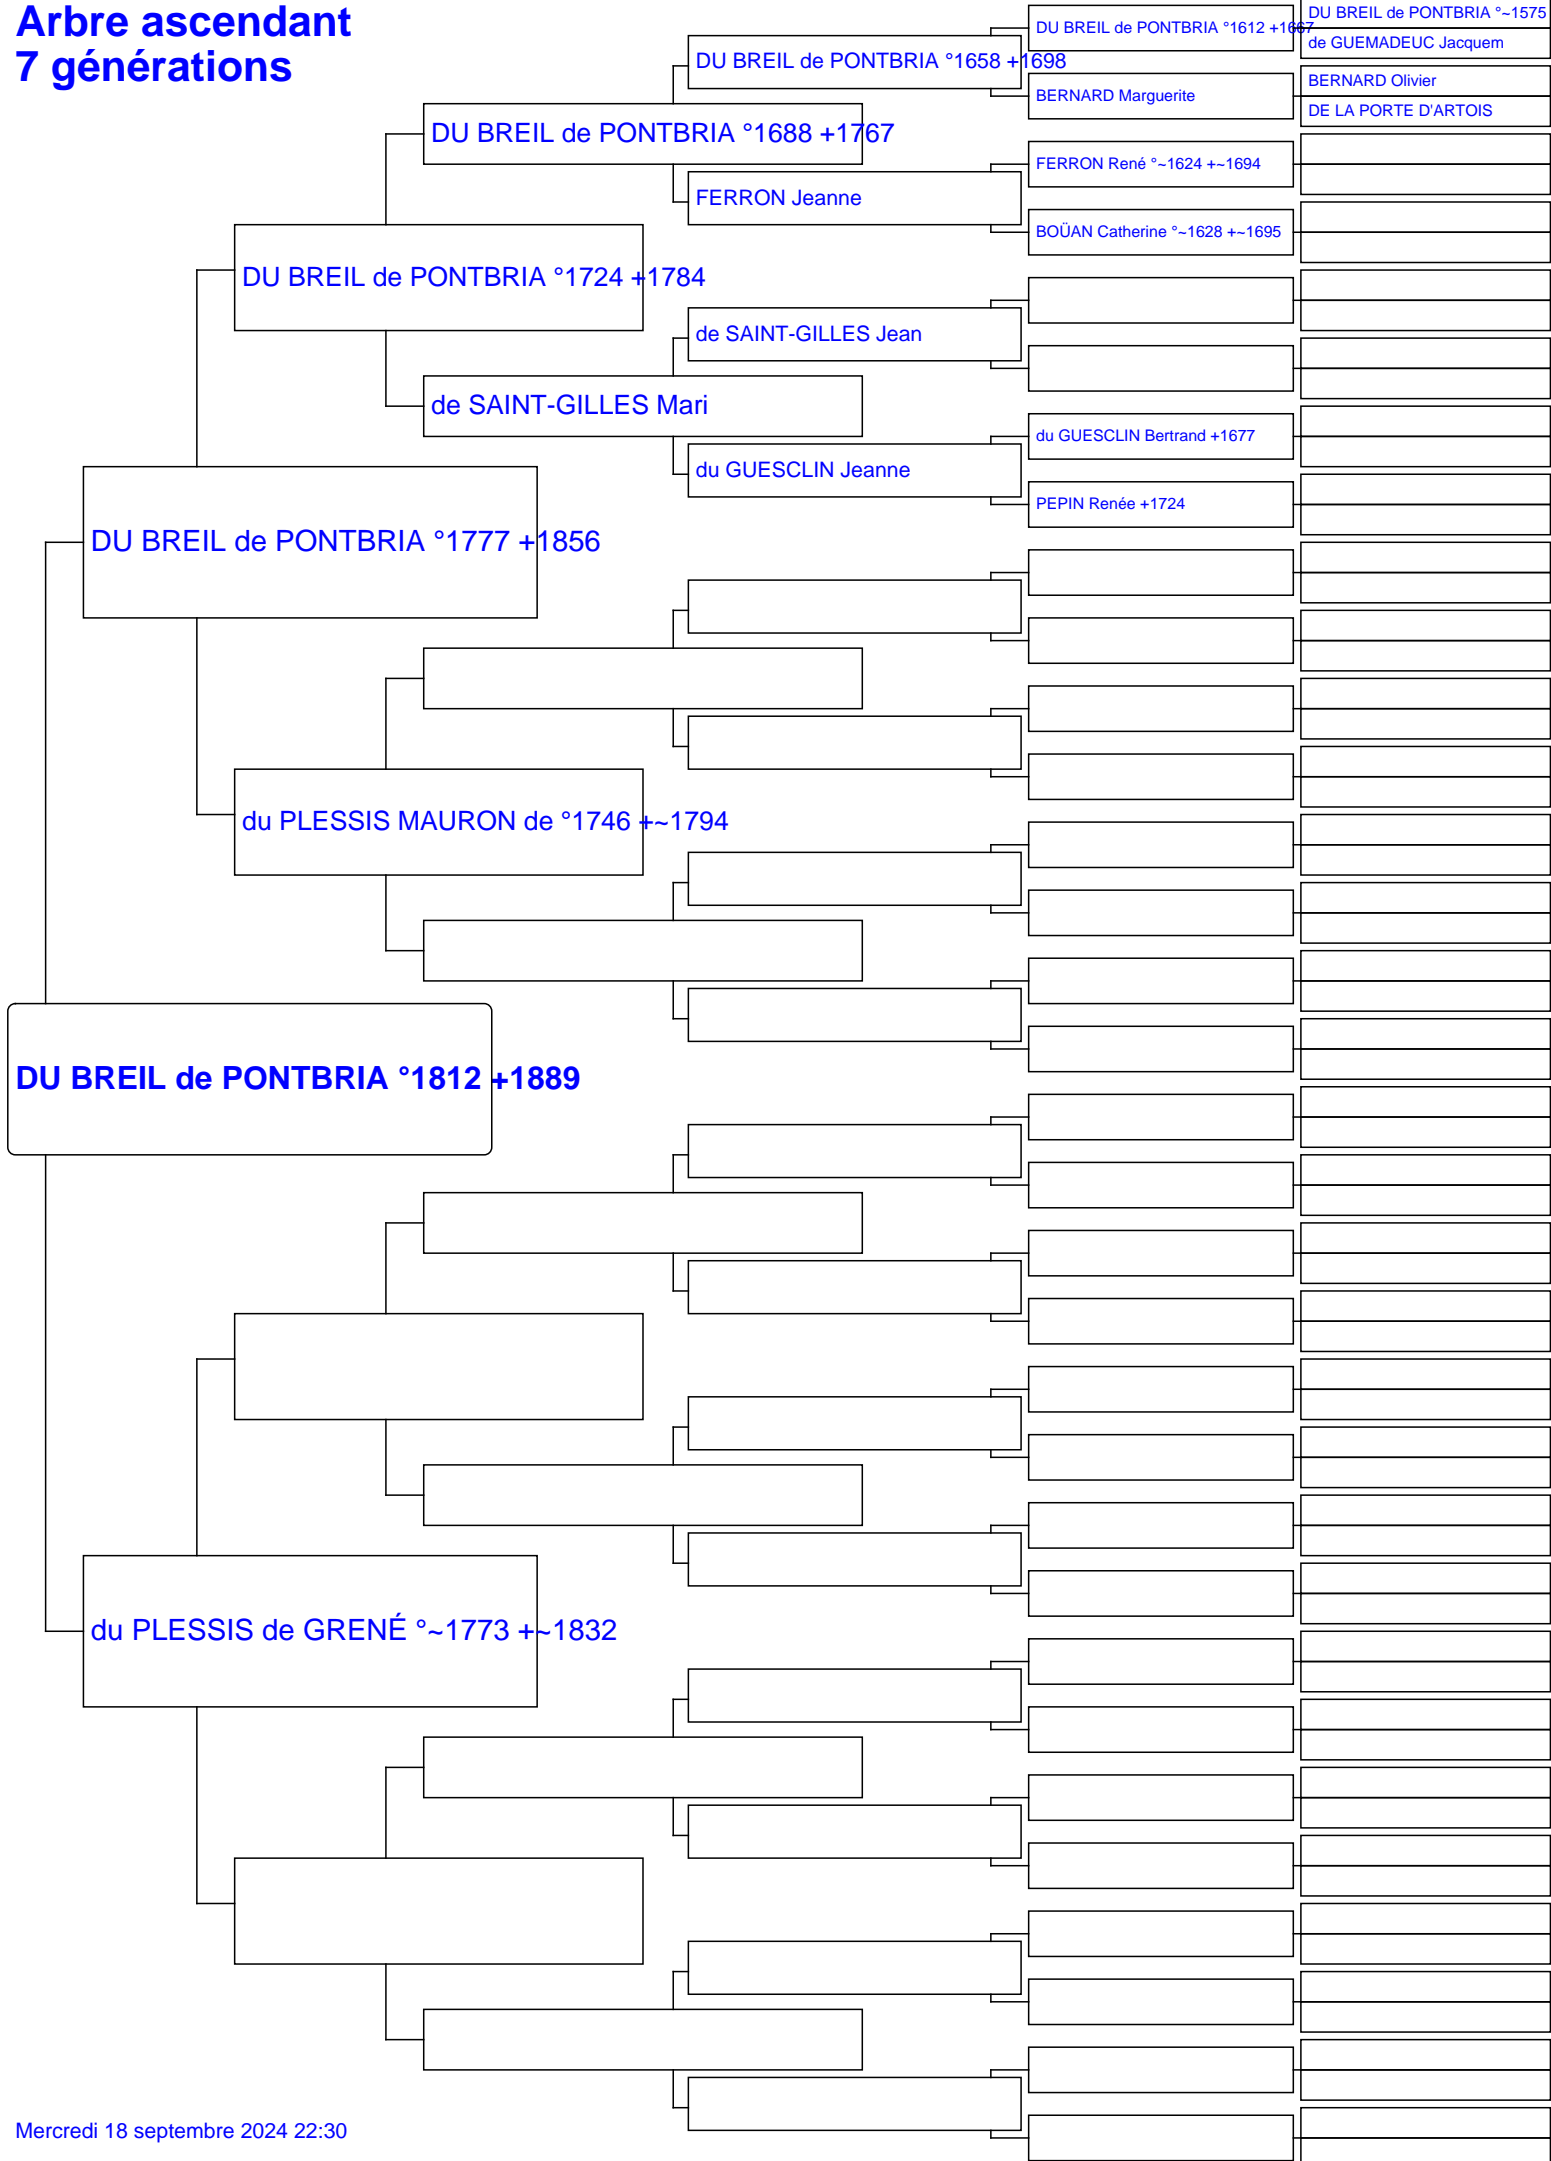 Arbre ascendant
7 générations
DU BREIL de PONTBRIA °~1575
DU BREIL de PONTBRIA °1612 +1667
de GUEMADEUC Jacquem
DU BREIL de PONTBRIA °1658 +1698
BERNARD Olivier
BERNARD Marguerite
DE LA PORTE D'ARTOIS
DU BREIL de PONTBRIA °1688 +1767
FERRON René °~1624 +~1694
FERRON Jeanne
BOÜAN Catherine °~1628 +~1695
DU BREIL de PONTBRIA °1724 +1784
de SAINT-GILLES Jean
de SAINT-GILLES Mari
du GUESCLIN Bertrand +1677
du GUESCLIN Jeanne
PEPIN Renée +1724
DU BREIL de PONTBRIA °1777 +1856
du PLESSIS MAURON de °1746 +~1794
DU BREIL de PONTBRIA °1812 +1889
du PLESSIS de GRENÉ °~1773 +~1832
Mercredi 18 septembre 2024 22:30